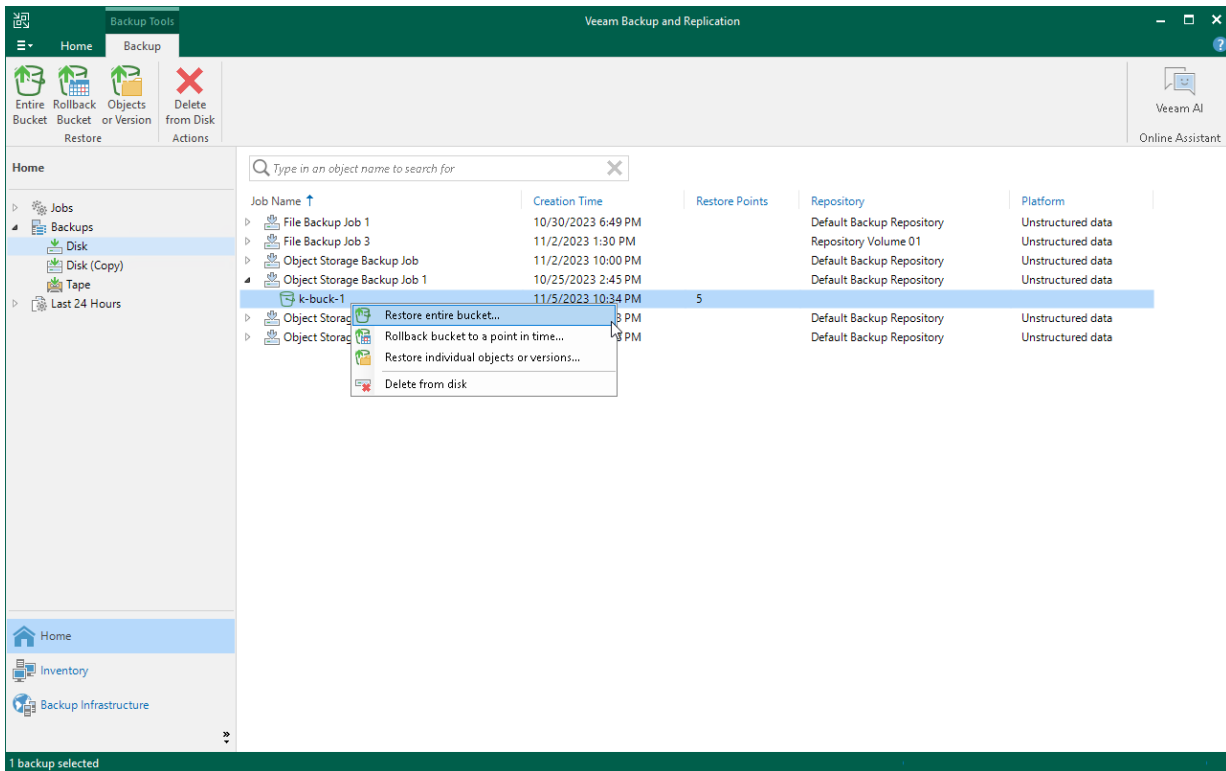 Backup Tools
Veeam Backup and Replication
Home Backup
Entire Bucket
Rollback Bucket
Objects or Version
Delete from Disk
Restore
Actions
Veeam AI
Online Assistant
Home
Type in an object name to search for
Jobs
Backups
Disk
Disk (Copy)
Tape
Last 24 Hours
Job Name Creation Time Restore Points Repository Platform
File Backup Job 1 10/30/2023 6:49 PM Default Backup Repository Unstructured data
File Backup Job 3 11/2/2023 1:30 PM Repository Volume 01 Unstructured data
Object Storage Backup Job 11/2/2023 10:00 PM Default Backup Repository Unstructured data
Object Storage Backup Job 1 10/25/2023 2:45 PM Default Backup Repository Unstructured data
k-buck-1 11/5/2023 10:34 PM 5
Object PM Default Backup Repository Unstructured data
Object PM Default Backup Repository Unstructured data
Restore entire bucket...
Rollback bucket to a point in time...
Restore individual objects or versions...
Delete from disk
Home
Inventory
Backup Infrastructure
1 backup selected